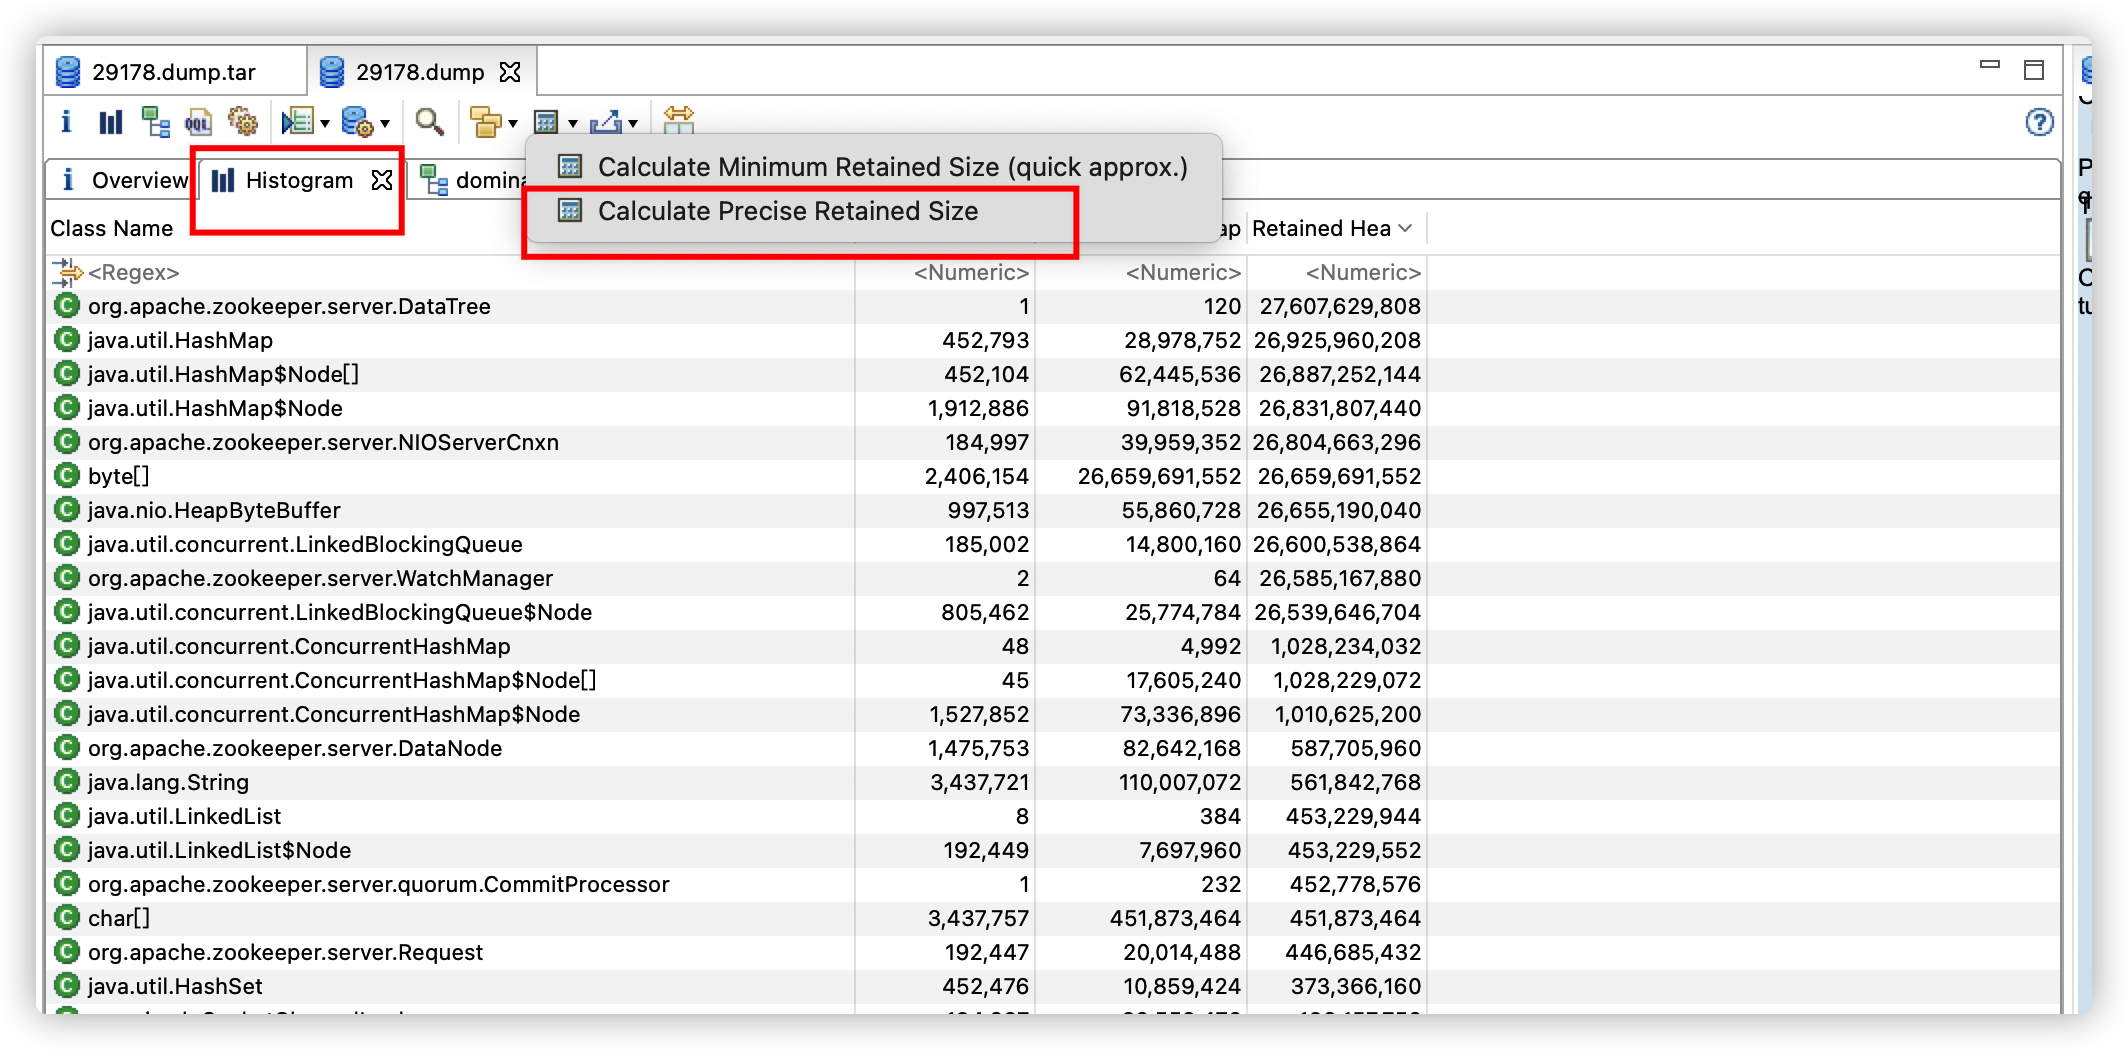 29178.dump.tar
29178.dump
OQL
Calculate Minimum Retained Size (quick approx.)
Overview Histogram domina
Calculate Precise Retained Size
Class Name ap Retained Hea
<Regex> <Numeric> <Numeric> <Numeric>
org.apache.zookeeper.server.DataTree 1 120 27,607,629,808
java.util.HashMap 452,793 28,978,752 26,925,960,208
java.util.HashMap$Node[] 452,104 62,445,536 26,887,252,144
java.util.HashMap$Node 1,912,886 91,818,528 26,831,807,440
org.apache.zookeeper.server.NIOServerCnxn 184,997 39,959,352 26,804,663,296
byte[] 2,406,154 26,659,691,552 26,659,691,552
java.nio.HeapByteBuffer 997,513 55,860,728 26,655,190,040
java.util.concurrent.LinkedBlockingQueue 185,002 14,800,160 26,600,538,864
org.apache.zookeeper.server.WatchManager 2 64 26,585,167,880
java.util.concurrent.LinkedBlockingQueue$Node 805,462 25,774,784 26,539,646,704
java.util.concurrent.ConcurrentHashMap 48 4,992 1,028,234,032
java.util.concurrent.ConcurrentHashMap$Node[] 45 17,605,240 1,028,229,072
java.util.concurrent.ConcurrentHashMap$Node 1,527,852 73,336,896 1,010,625,200
org.apache.zookeeper.server.DataNode 1,475,753 82,642,168 587,705,960
java.lang.String 3,437,721 110,007,072 561,842,768
java.util.LinkedList 8 384 453,229,944
java.util.LinkedList$Node 192,449 7,697,960 453,229,552
org.apache.zookeeper.server.quorum.CommitProcessor 1 232 452,778,576
char[] 3,437,757 451,873,464 451,873,464
org.apache.zookeeper.server.Request 192,447 20,014,488 446,685,432
java.util.HashSet 452,476 10,859,424 373,366,160